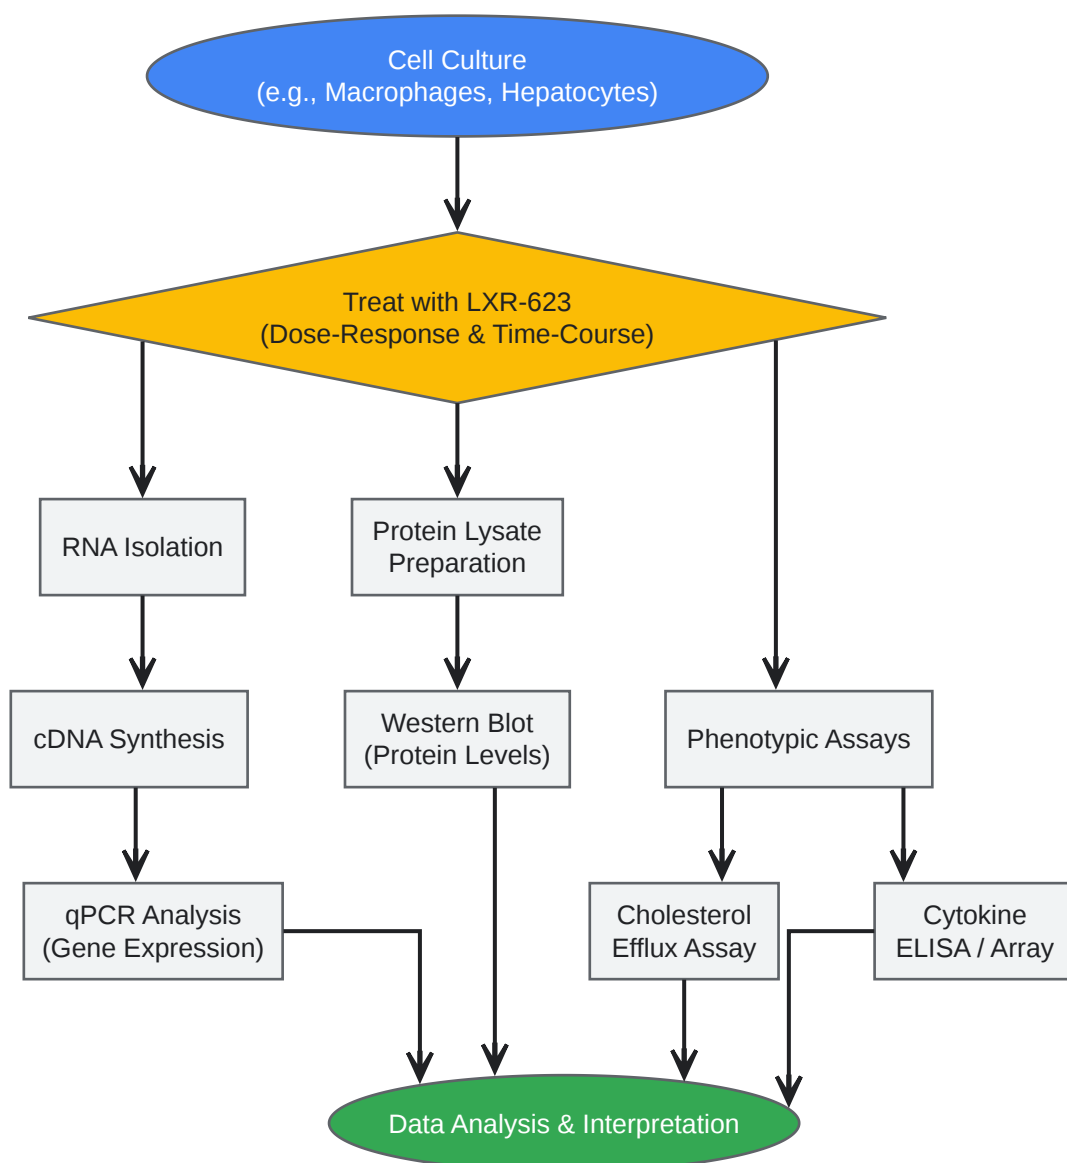 Cell Culture
(e.g., Macrophages, Hepatocytes)
Treat with LXR-623
(Dose-Response & Time-Course)
RNA Isolation
Protein Lysate
Preparation
cDNA Synthesis
Western Blot
(Protein Levels)
Phenotypic Assays
qPCR Analysis
(Gene Expression)
Cholesterol
Efflux Assay
Cytokine
ELISA / Array
Data Analysis & Interpretation